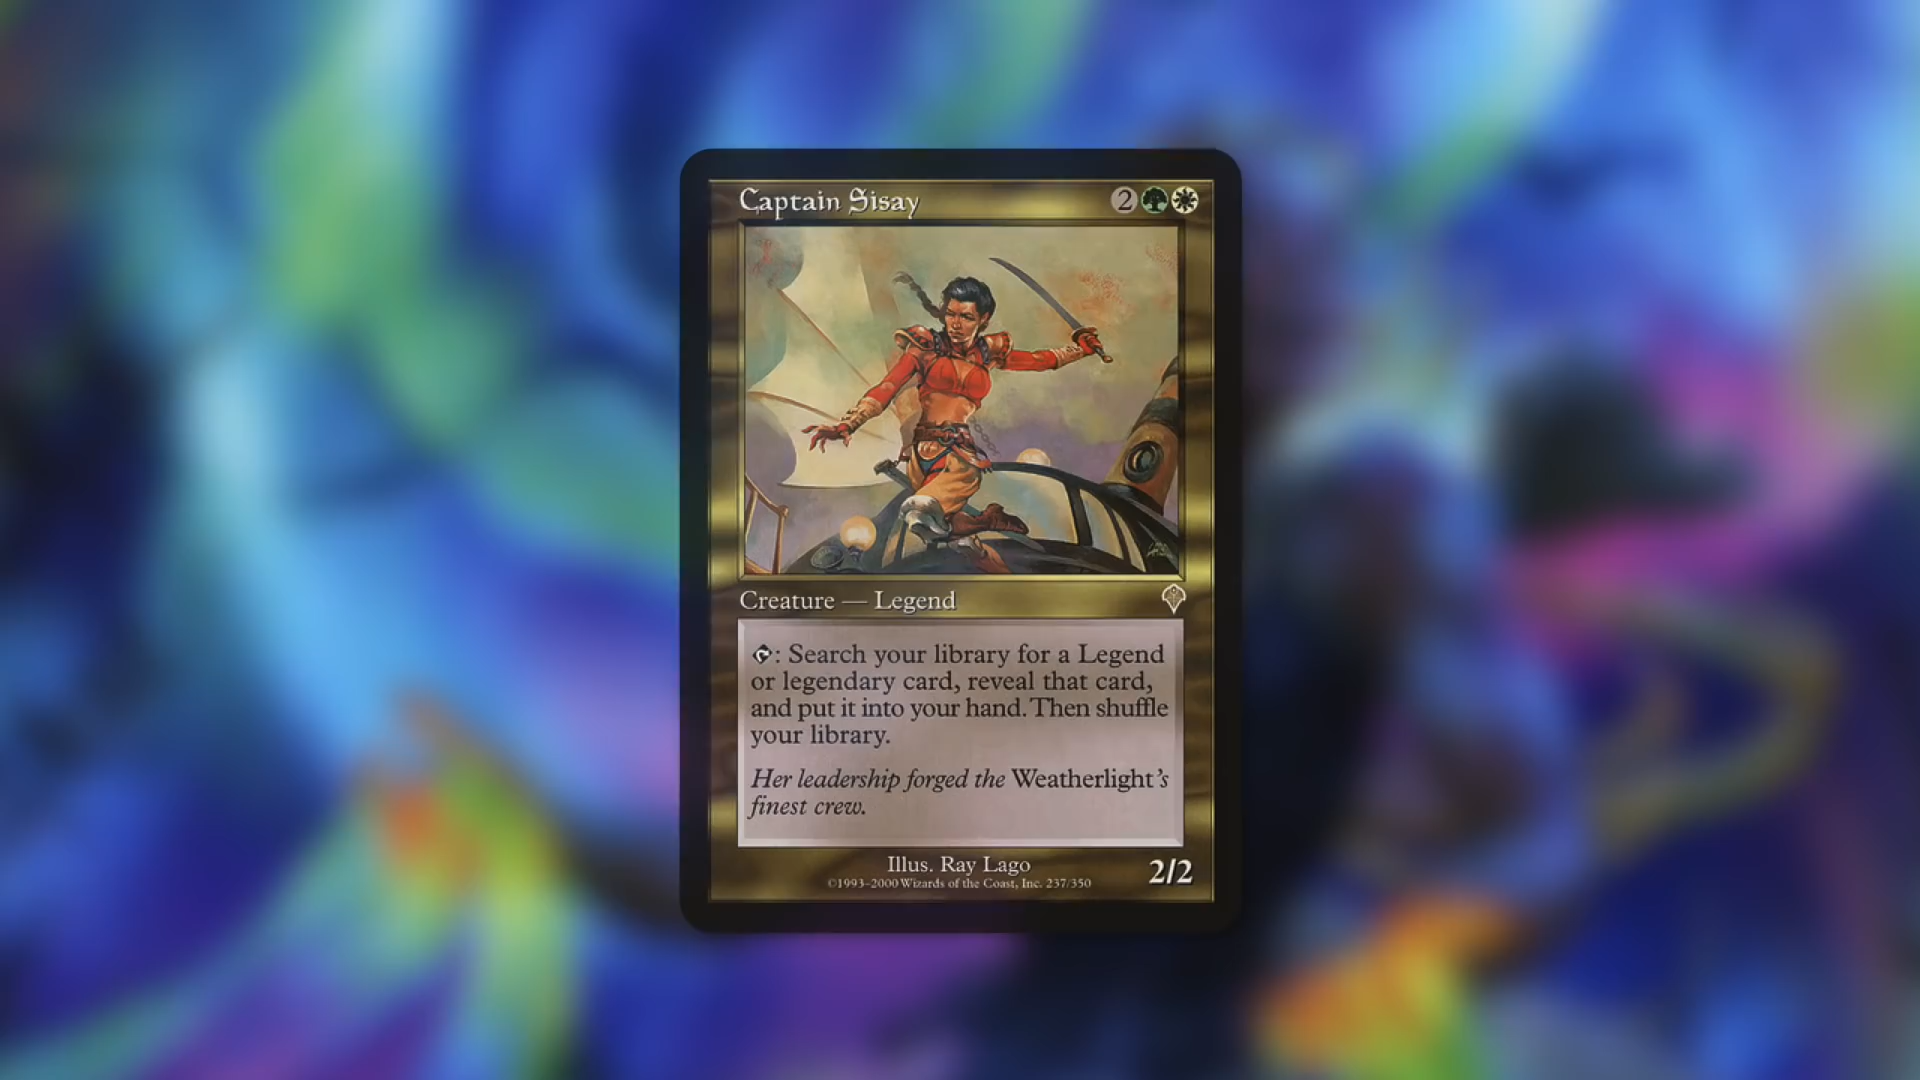 Captain Sisay 2
Creature — Legend
: Search your library for a Legend
or legendary card, reveal that card,
and put it into your hand. Then shuffle
your library.
Her leadership forged the Weatherlight's
finest crew.
Illus. Ray Lago
©1993–2000 Wizards of the Coast, Inc. 237/350
2/2